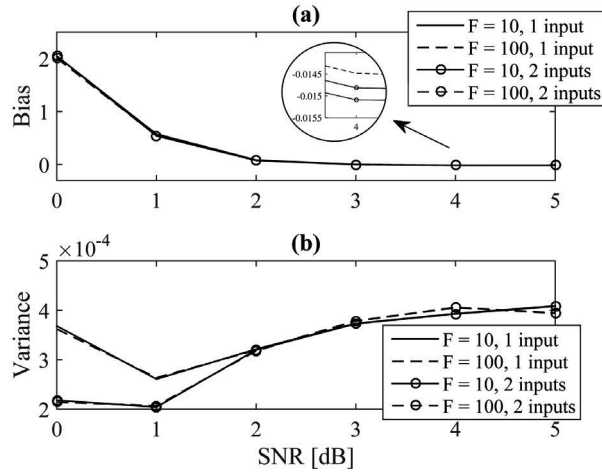 (a)
F = 10, 1 input
F = 100, 1 input
F = 10, 2 inputs
F = 100, 2 inputs
-0.0145
-0.015
-0.0155
4
Bias
2
1
0
0 1 2 3 4 5
(b)
×10⁻⁴
Variance
5
4
3
2
F = 10, 1 input
F = 100, 1 input
F = 10, 2 inputs
F = 100, 2 inputs
0 1 2 3 4 5
SNR [dB]